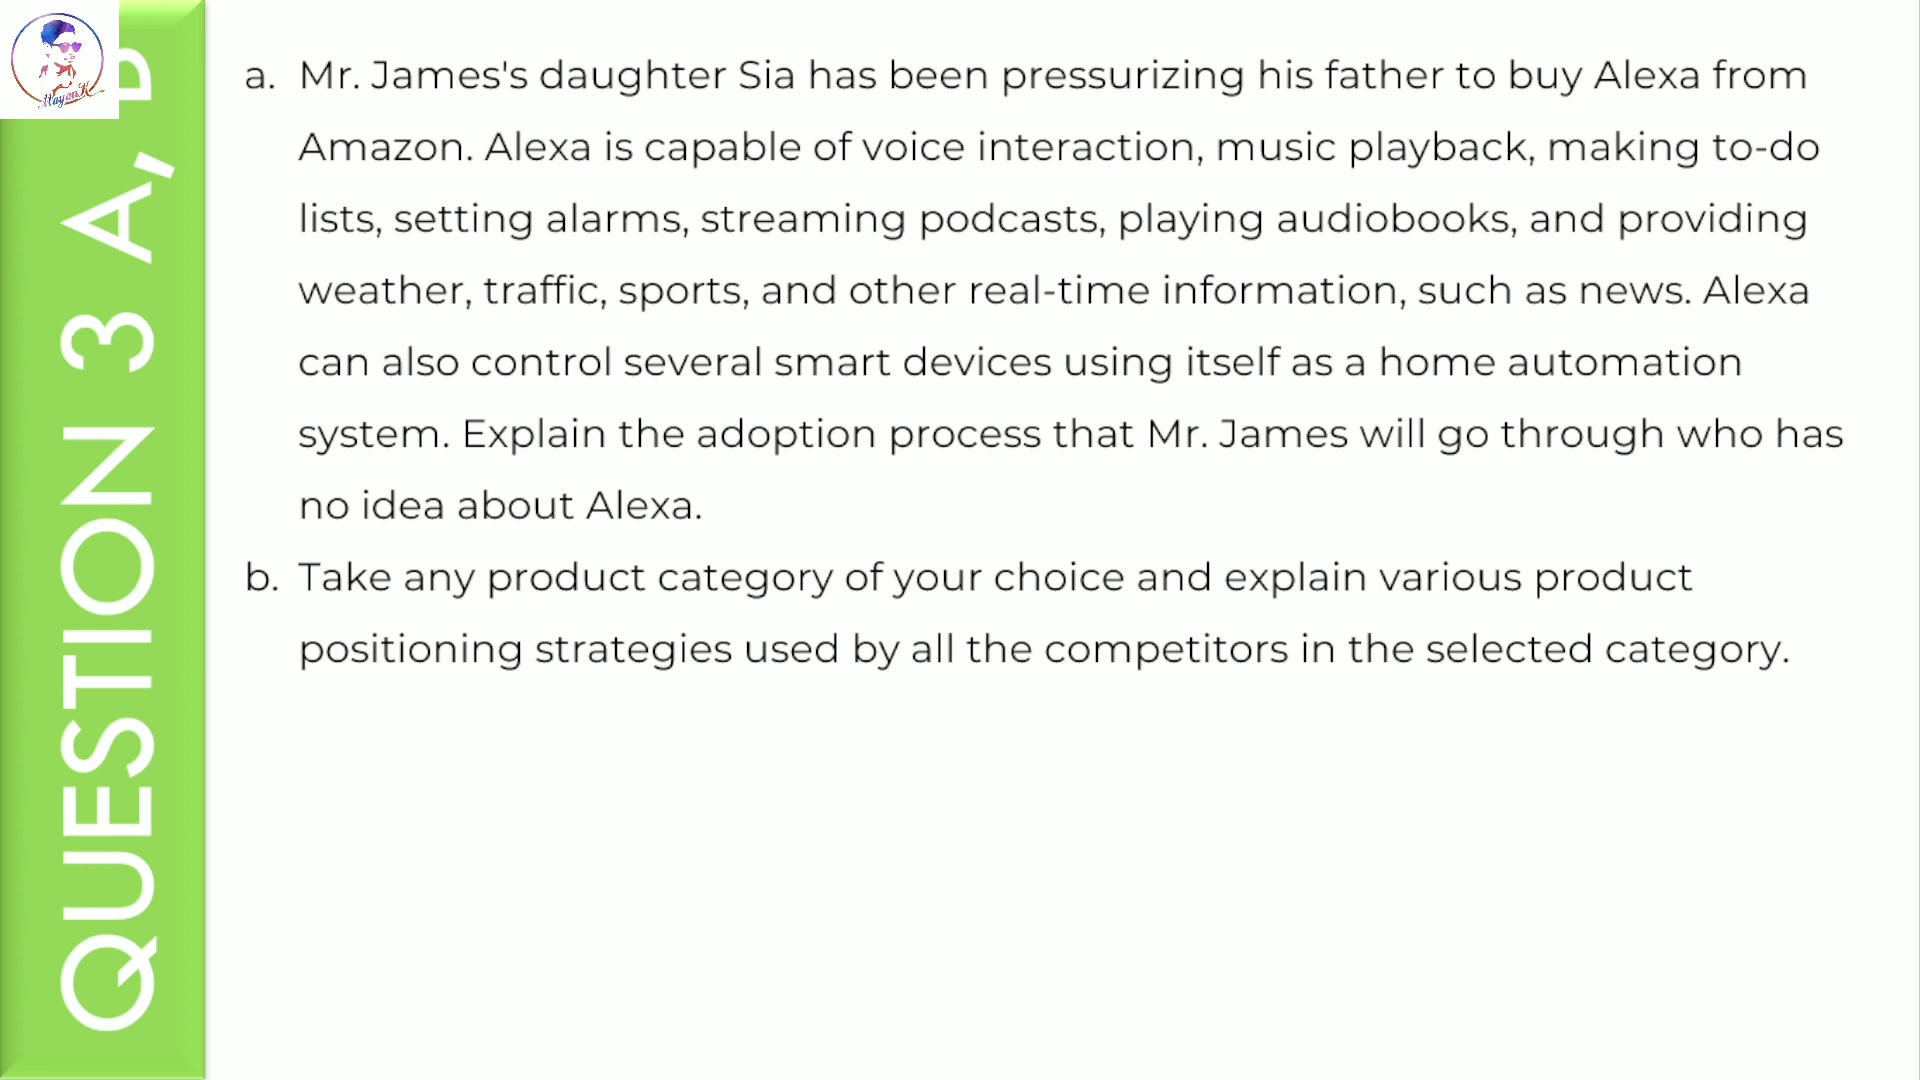 MayanK
QUESTION 3 A, B
a. Mr. James's daughter Sia has been pressurizing his father to buy Alexa from
Amazon. Alexa is capable of voice interaction, music playback, making to-do
lists, setting alarms, streaming podcasts, playing audiobooks, and providing
weather, traffic, sports, and other real-time information, such as news. Alexa
can also control several smart devices using itself as a home automation
system. Explain the adoption process that Mr. James will go through who has
no idea about Alexa.
b. Take any product category of your choice and explain various product
positioning strategies used by all the competitors in the selected category.